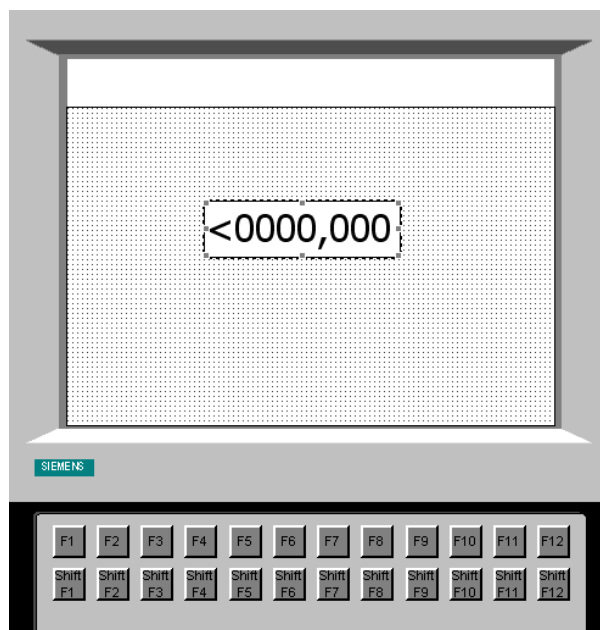 <0000,000
SIEMENS
F1 F2 F3 F4 F5 F6 F7 F8 F9 F10 F11 F12
Shift Shift Shift Shift Shift Shift Shift Shift Shift Shift Shift Shift
F1 F2 F3 F4 F5 F6 F7 F8 F9 F10 F11 F12